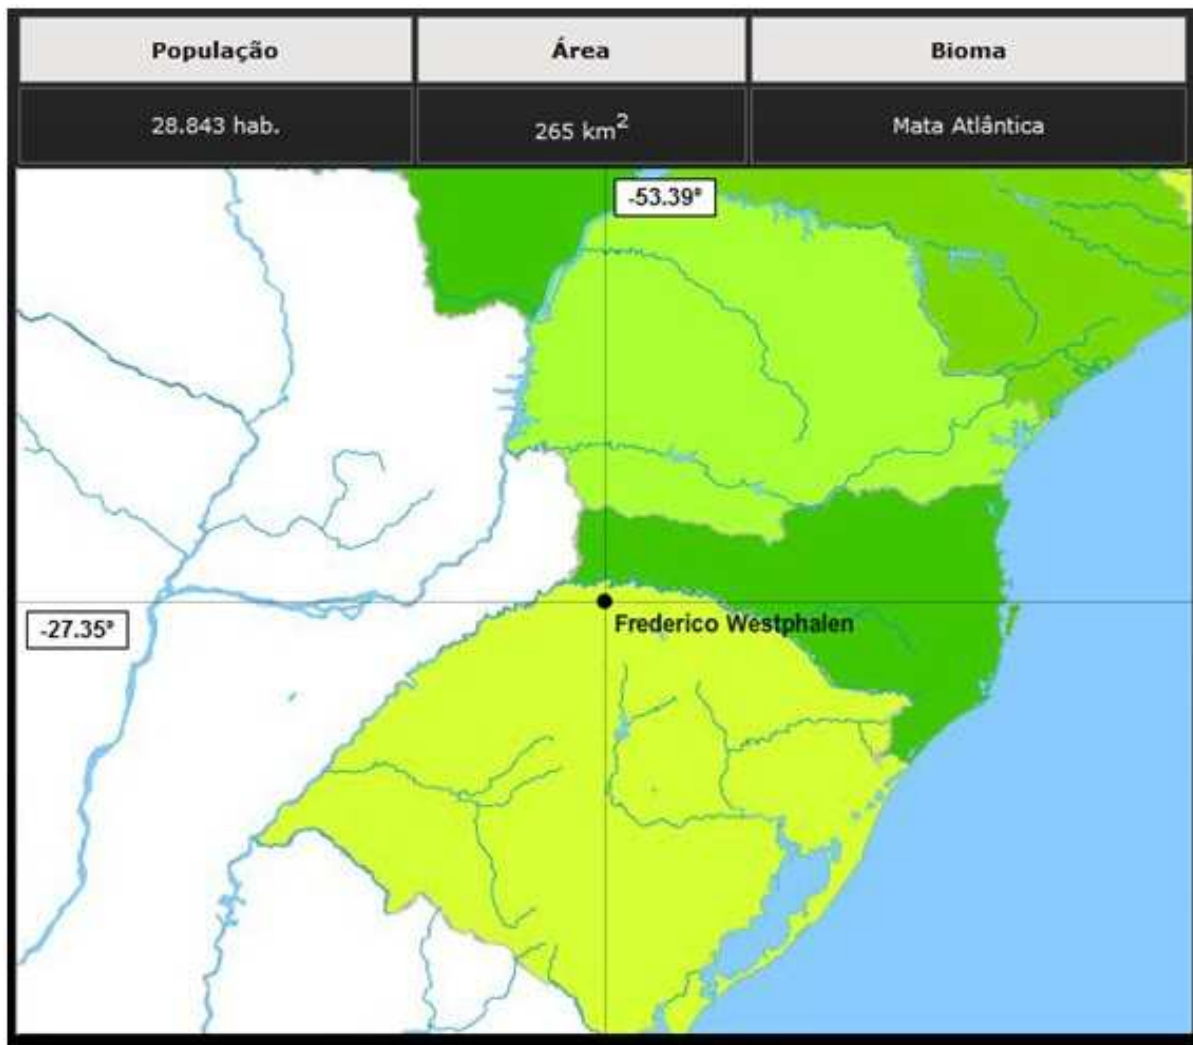 População Área Bioma
28.843 hab. 265 km² Mata Atlântica
-53.39°
-27.35°
Frederico Westphalen